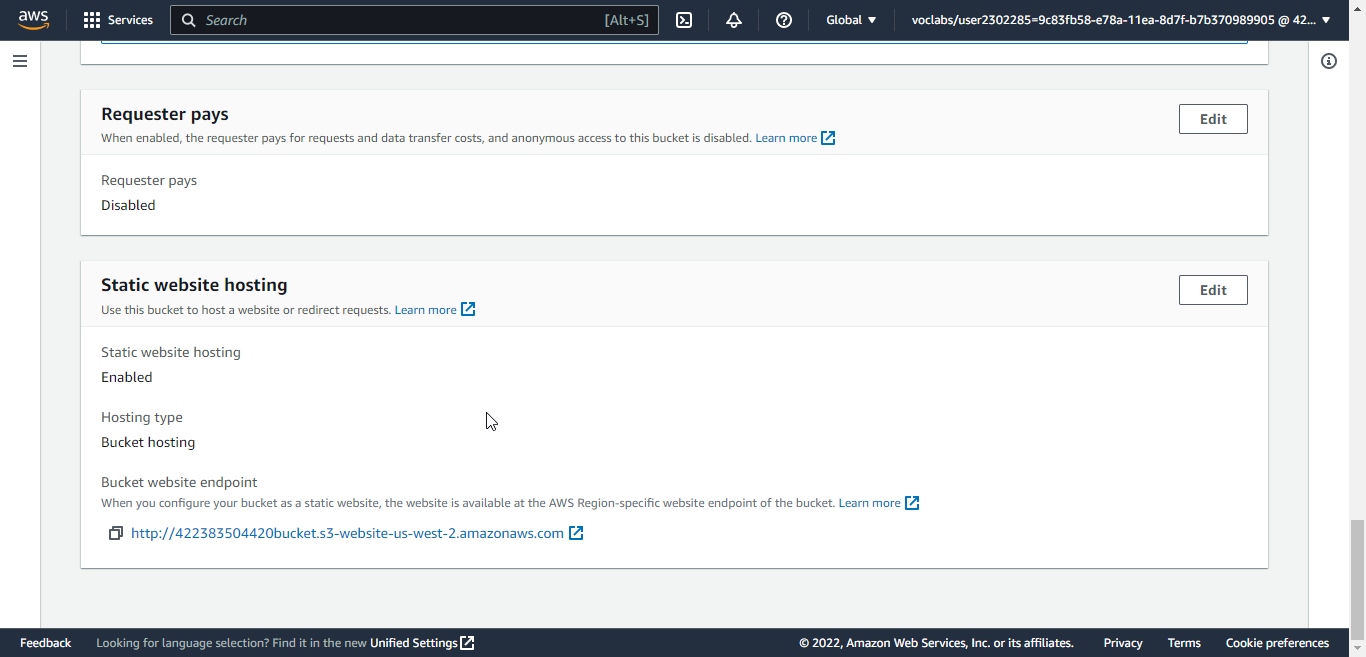 aws
Services
Search
[Alt+S]
Global
voclabs/user2302285=9c83fb58-e78a-11ea-8d7f-b7b370989905 @ 42...
Requester pays
Edit
When enabled, the requester pays for requests and data transfer costs, and anonymous access to this bucket is disabled. Learn more
Requester pays
Disabled
Static website hosting
Edit
Use this bucket to host a website or redirect requests. Learn more
Static website hosting
Enabled
Hosting type
Bucket hosting
Bucket website endpoint
When you configure your bucket as a static website, the website is available at the AWS Region-specific website endpoint of the bucket. Learn more
http://422383504420bucket.s3-website-us-west-2.amazonaws.com
Feedback
Looking for language selection? Find it in the new Unified Settings
© 2022, Amazon Web Services, Inc. or its affiliates.
Privacy
Terms
Cookie preferences